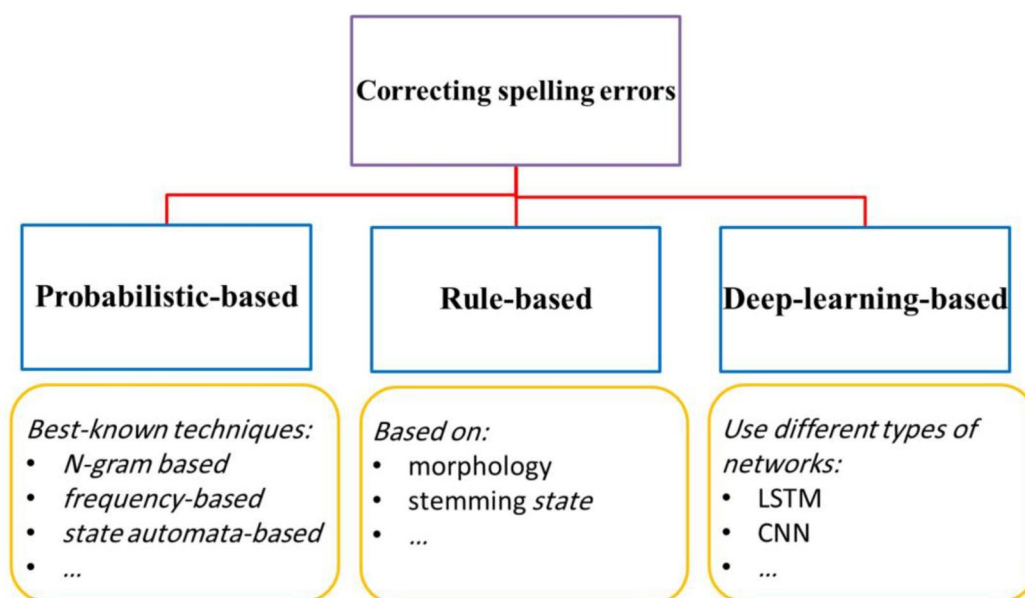 Correcting spelling errors
Probabilistic-based
Rule-based
Deep-learning-based
Best-known techniques:
• N-gram based
• frequency-based
• state automata-based
• ...
Based on:
• morphology
• stemming state
• ...
Use different types of
networks:
• LSTM
• CNN
• ...